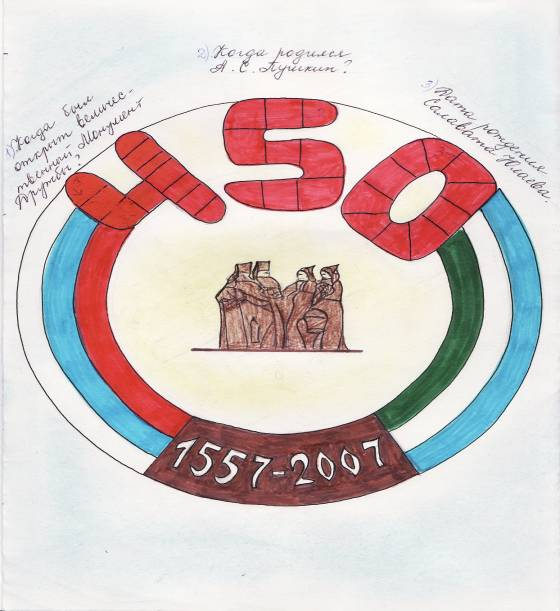 1) Когда был
открыт величес-
твенный Монумент
Дружбы?
2) Когда родился
А. С. Пушкин?
3) Дата рождения
Салавата Юлаева
450
1557-2007